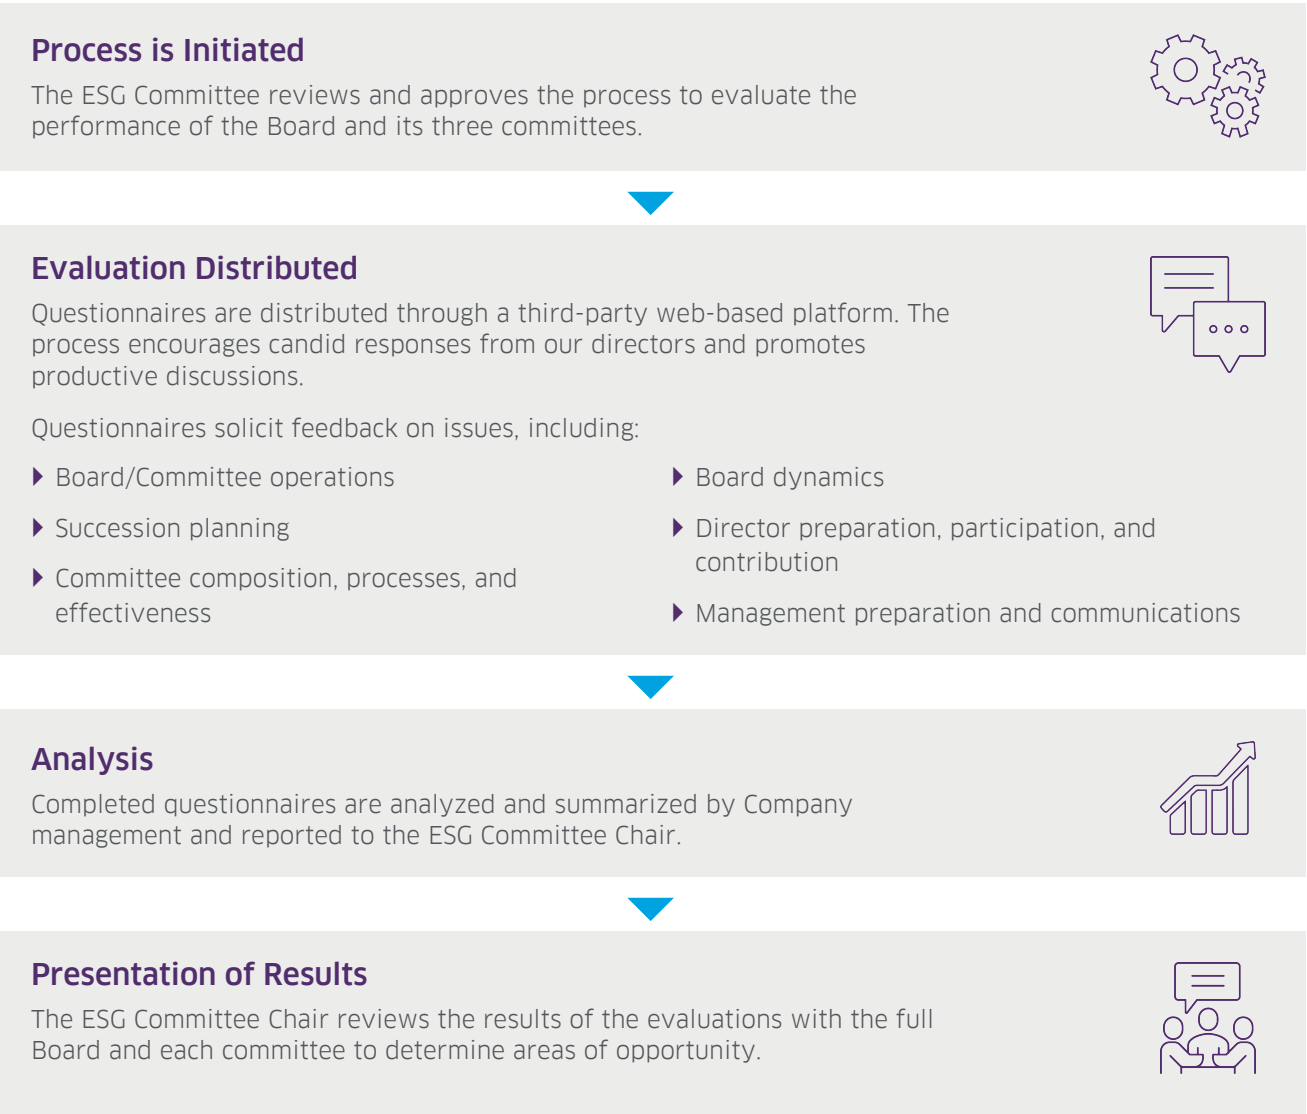 Process is Initiated
The ESG Committee reviews and approves the process to evaluate the
performance of the Board and its three committees.
Evaluation Distributed
Questionnaires are distributed through a third-party web-based platform. The
process encourages candid responses from our directors and promotes
productive discussions.
Questionnaires solicit feedback on issues, including:
Board/Committee operations
Succession planning
Committee composition, processes, and
effectiveness
Board dynamics
Director preparation, participation, and
contribution
Management preparation and communications
Analysis
Completed questionnaires are analyzed and summarized by Company
management and reported to the ESG Committee Chair.
Presentation of Results
The ESG Committee Chair reviews the results of the evaluations with the full
Board and each committee to determine areas of opportunity.